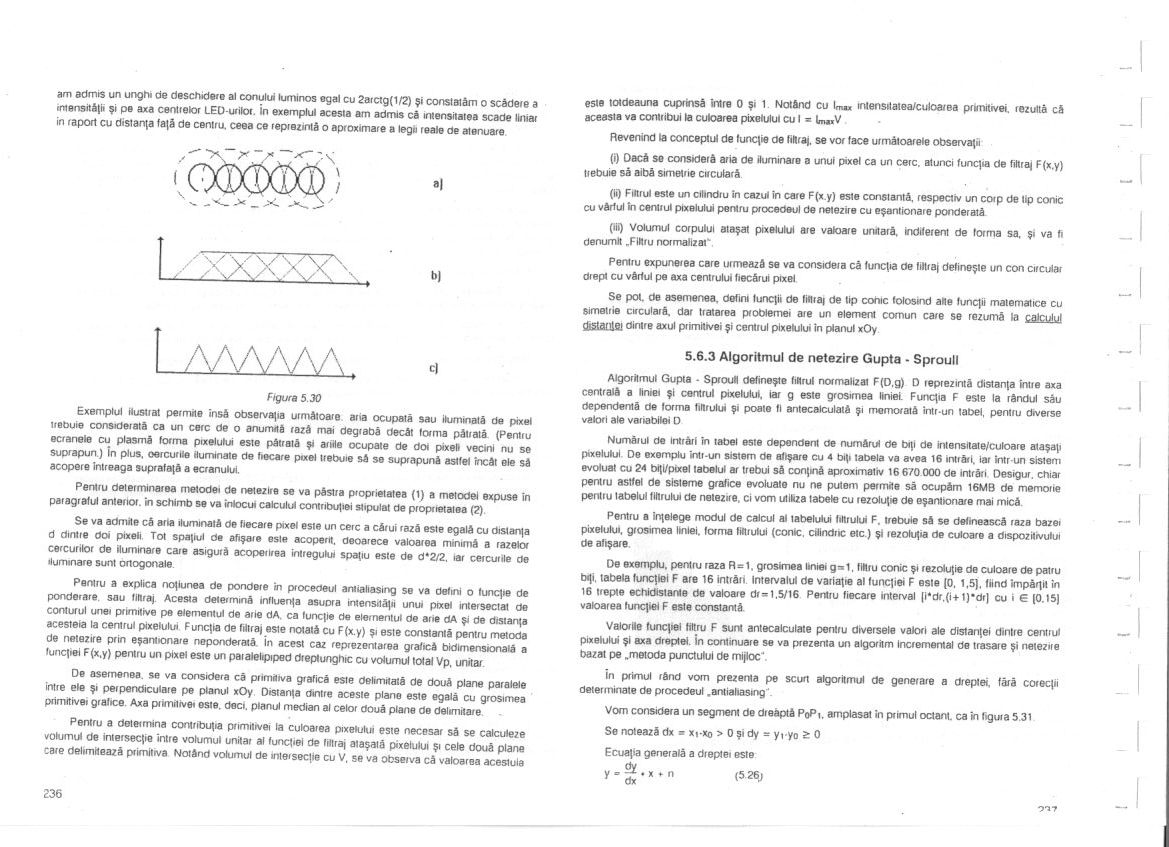 am admis un unghi de deschidere al conului luminos egal cu 2arctg(1/2) şi constatăm o scădere a
intensităţii şi pe axa centrelor LED-urilor. În exemplul acesta am admis că intensitatea scade liniar
in raport cu distanţa faţă de centru, ceea ce reprezintă o aproximare a legii reale de atenuare.
a)
b)
c)
Figura 5.30
Exemplul ilustrat permite însă observaţia următoare: aria ocupată sau iluminată de pixel
trebuie considerată ca un cerc de o anumită rază mai degrabă decât forma pătrată. (Pentru
ecranele cu plasmă forma pixelului este pătrată şi ariile ocupate de doi pixeli vecini nu se
suprapun.) În plus, cercurile iluminate de fiecare pixel trebuie să se suprapună astfel încât ele să
acopere întreaga suprafaţă a ecranului.
Pentru determinarea metodei de netezire se va păstra proprietatea (1) a metodei expuse în
paragraful anterior, în schimb se va înlocui calculul contribuţiei stipulat de proprietatea (2).
Se va admite că aria iluminată de fiecare pixel este un cerc a cărui rază este egală cu distanţa
d dintre doi pixeli. Tot spaţiul de afişare este acoperit, deoarece valoarea minimă a razelor
cercurilor de iluminare care asigură acoperirea intregului spaţiu este de d*2/2, iar cercurile de
iluminare sunt ortogonale.
Pentru a explica noţiunea de pondere în procedeul antialiasing se va defini o funcţie de
ponderare, sau filtraj. Acesta determină influenţa asupra intensităţii unui pixel intersectat de
conturul unei primitive pe elementul de arie dA, ca funcţie de elementul de arie dA şi de distanţa
acesteia la centrul pixelului. Funcţia de filtraj este notată cu F(x,y) şi este constantă pentru metoda
de netezire prin eşantionare neponderată. În acest caz reprezentarea grafică bidimensională a
funcţiei F(x,y) pentru un pixel este un paralelipiped dreptunghic cu volumul total Vp, unitar.
De asemenea, se va considera că primitiva grafică este delimitată de două plane paralele
între ele şi perpendiculare pe planul xOy. Distanţa dintre aceste plane este egală cu grosimea
primitivei grafice. Axa primitivei este, deci, planul median al celor două plane de delimitare.
Pentru a determina contribuţia primitivei la culoarea pixelului este necesar să se calculeze
volumul de intersecţie între volumul unitar al funcţiei de filtraj ataşată pixelului şi cele două plane
care delimitează primitiva. Notând volumul de intersecţie cu V, se va observa că valoarea acestuia
236
este totdeauna cuprinsă între 0 şi 1. Notând cu Imax intensitatea/culoarea primitivei, rezultă că
aceasta va contribui la culoarea pixelului cu I = ImaxV.
Revenind la conceptul de funcţie de filtraj, se vor face următoarele observaţii:
(i) Dacă se consideră aria de iluminare a unui pixel ca un cerc, atunci funcţia de filtraj F(x,y)
trebuie să aibă simetrie circulară.
(ii) Filtrul este un cilindru în cazul în care F(x,y) este constantă, respectiv un corp de tip conic
cu vârful în centrul pixelului pentru procedeul de netezire cu eşantionare ponderată.
(iii) Volumul corpului ataşat pixelului are valoare unitară, indiferent de forma sa, şi va fi
denumit „Filtru normalizat”.
Pentru expunerea care urmează se va considera că funcţia de filtraj defineşte un con circular
drept cu vârful pe axa centrului fiecărui pixel.
Se pot, de asemenea, defini funcţii de filtraj de tip conic folosind alte funcţii matematice cu
simetrie circulară, dar tratarea problemei are un element comun care se rezumă la calculul
distanţei dintre axul primitivei şi centrul pixelului în planul xOy.
5.6.3 Algoritmul de netezire Gupta - Sproull
Algoritmul Gupta - Sproull defineşte filtrul normalizat F(D,g). D reprezintă distanţa între axa
centrală a liniei şi centrul pixelului, iar g este grosimea liniei. Funcţia F este la rândul său
dependentă de forma filtrului şi poate fi antecalculată şi memorată într-un tabel, pentru diverse
valori ale variabilei D.
Numărul de intrări în tabel este dependent de numărul de biţi de intensitate/culoare ataşaţi
pixelului. De exemplu într-un sistem de afişare cu 4 biţi tabela va avea 16 intrări, iar într-un sistem
evoluat cu 24 biţi/pixel tabelul ar trebui să conţină aproximativ 16 670.000 de intrări. Desigur, chiar
pentru astfel de sisteme grafice evoluate nu ne putem permite să ocupăm 16MB de memorie
pentru tabelul filtrului de netezire, ci vom utiliza tabele cu rezoluţie de eşantionare mai mică.
Pentru a înţelege modul de calcul al tabelului filtrului F, trebuie să se definească raza bazei
pixelului, grosimea liniei, forma filtrului (conic, cilindric etc.) şi rezoluţia de culoare a dispozitivului
de afişare.
De exemplu, pentru raza R=1, grosimea liniei g=1, filtru conic şi rezoluţie de culoare de patru
biţi, tabela funcţiei F are 16 intrări. Intervalul de variaţie al funcţiei F este [0, 1,5], fiind împărţit în
16 trepte echidistante de valoare dr=1,5/16. Pentru fiecare interval [i*dr,(i+1)*dr] cu i ∈ [0,15]
valoarea funcţiei F este constantă.
Valorile funcţiei filtru F sunt antecalculate pentru diversele valori ale distanţei dintre centrul
pixelului şi axa dreptei. În continuare se va prezenta un algoritm incremental de trasare şi netezire
bazat pe „metoda punctului de mijloc”.
În primul rând vom prezenta pe scurt algoritmul de generare a dreptei, fără corecţii
determinate de procedeul „antialiasing”.
Vom considera un segment de dreaptă P0P1, amplasat în primul octant, ca în figura 5.31.
Se notează dx = x1-x0 > 0 şi dy = y1-y0 ≥ 0
Ecuaţia generală a dreptei este:
y = dy/dx * x + n (5.26)
237